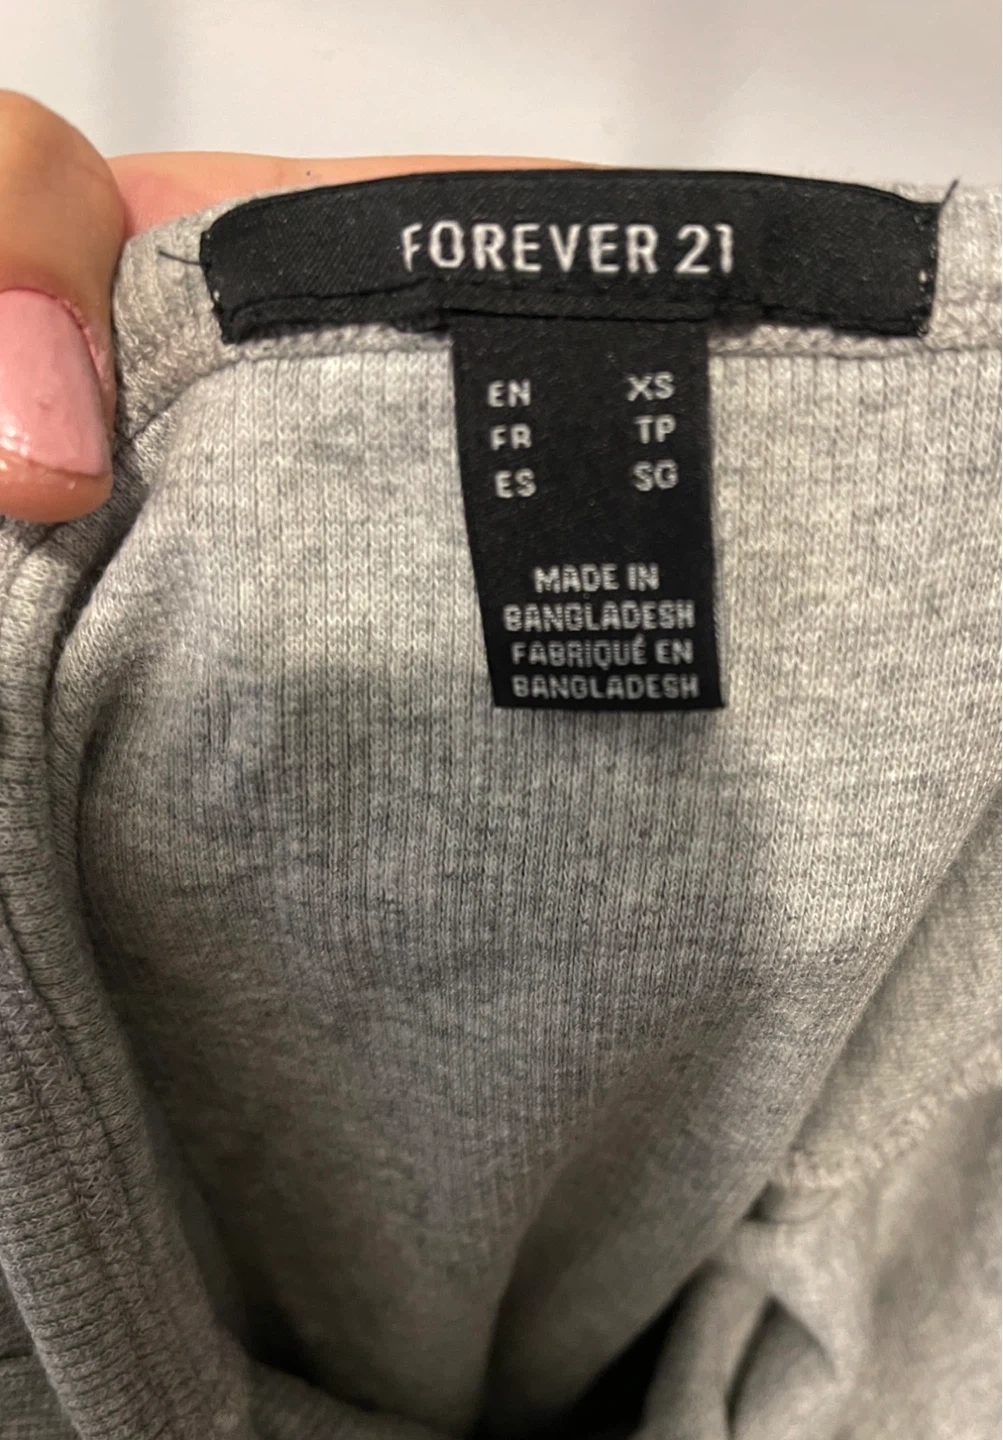 FOREVER 21
EN XS
FR TP
ES SG
MADE IN
BANGLADESH
FABRIQUÉ EN
BANGLADESH